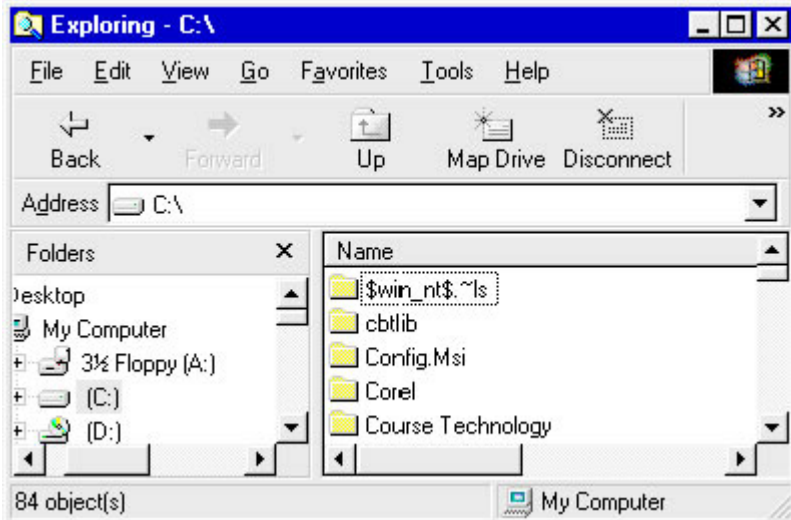 Exploring - C:\
File Edit View Go Favorites Tools Help
Back Forward Up Map Drive Disconnect »
Address C:\
Folders
Desktop
My Computer
3½ Floppy (A:)
(C:)
(D:)
Name
$win_nt$.~ls
cbtlib
Config.Msi
Corel
Course Technology
84 object(s) My Computer